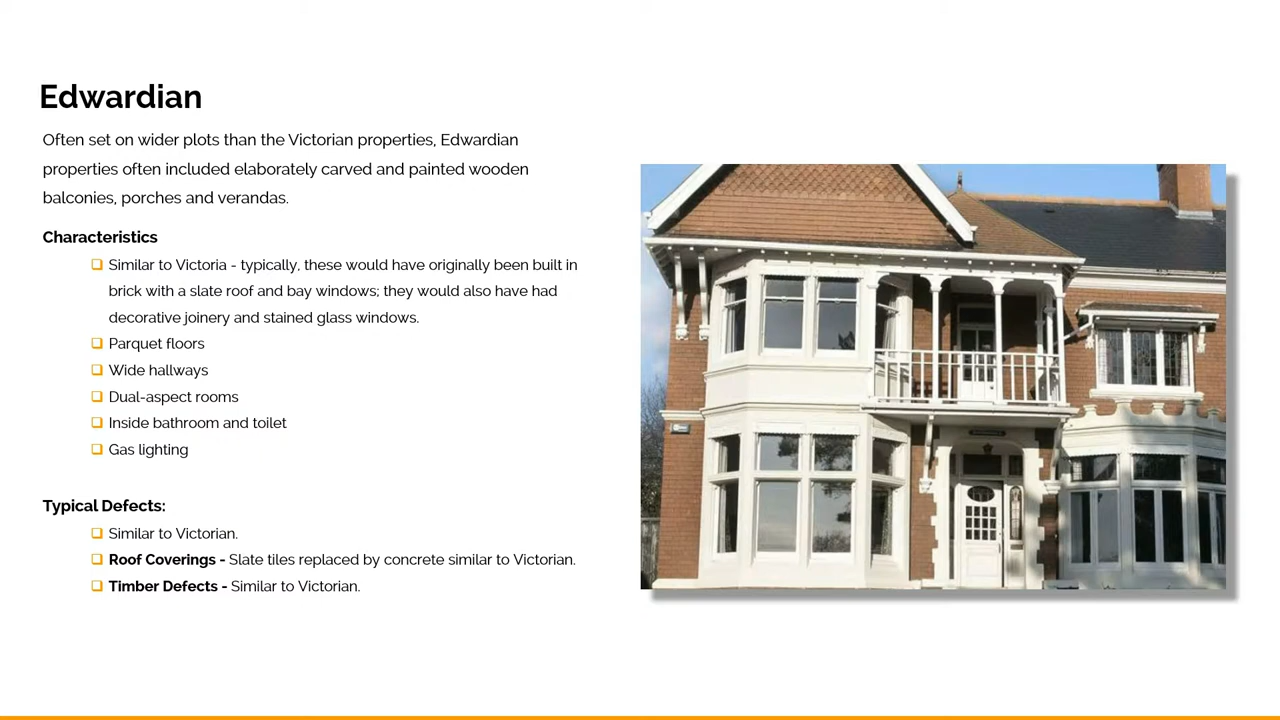 Edwardian
Often set on wider plots than the Victorian properties, Edwardian
properties often included elaborately carved and painted wooden
balconies, porches and verandas.
Characteristics
Similar to Victoria - typically, these would have originally been built in
brick with a slate roof and bay windows; they would also have had
decorative joinery and stained glass windows.
Parquet floors
Wide hallways
Dual-aspect rooms
Inside bathroom and toilet
Gas lighting
Typical Defects:
Similar to Victorian.
Roof Coverings - Slate tiles replaced by concrete similar to Victorian.
Timber Defects - Similar to Victorian.